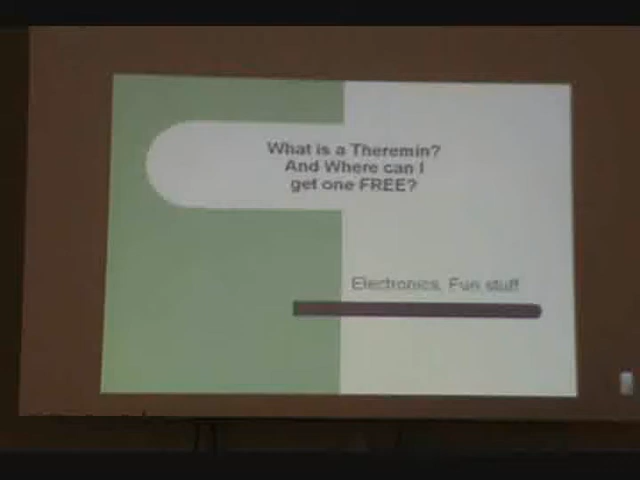 What is a Theremin?
And Where can I
get one FREE?
Electronics, Fun stuff